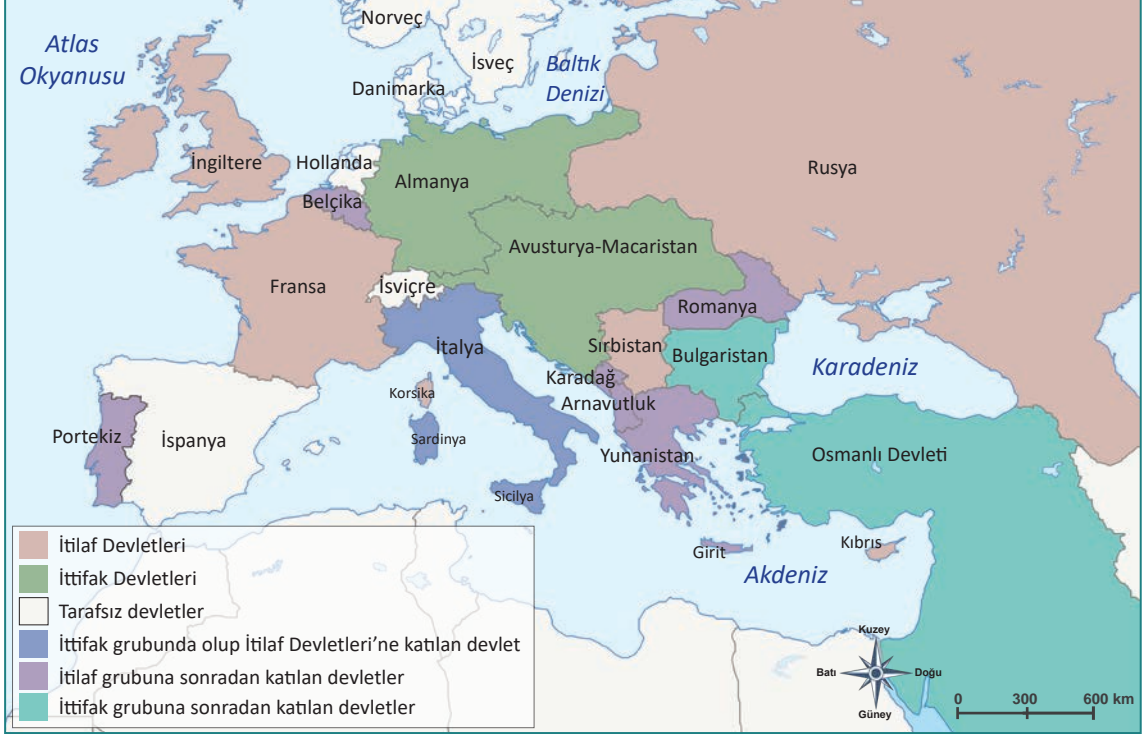 Norveç
Atlas
Okyanusu
İsveç
Baltık
Denizi
Danimarka
İngiltere
Hollanda
Rusya
Almanya
Belçika
Avusturya-Macaristan
Fransa
İsviçre
Romanya
İtalya
Sırbistan
Bulgaristan
Karadeniz
Karadağ
Korsika
Arnavutluk
Portekiz
İspanya
Sardinya
Yunanistan
Osmanlı Devleti
Sicilya
Girit
Kıbrıs
Akdeniz
İtilaf Devletleri
İttifak Devletleri
Tarafsız devletler
İttifak grubunda olup İtilaf Devletleri’ne katılan devlet
İtilaf grubuna sonradan katılan devletler
İttifak grubuna sonradan katılan devletler
Kuzey
Batı
Doğu
Güney
0 300 600 km